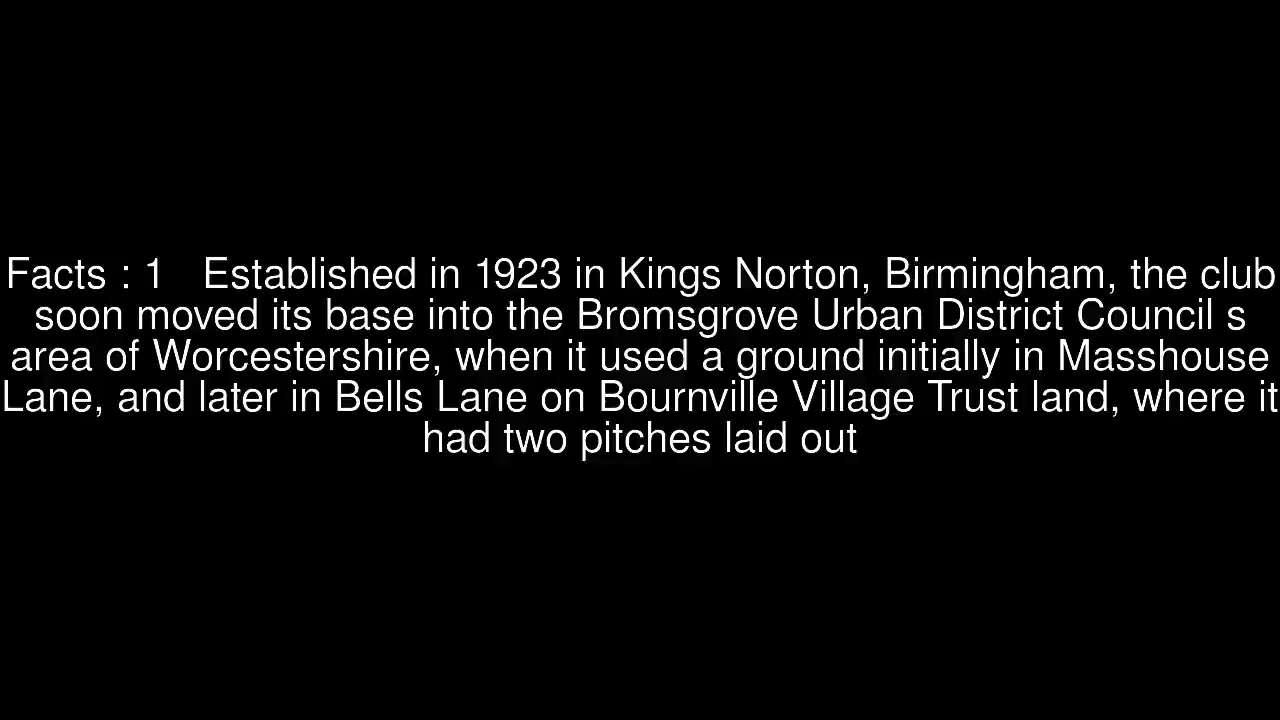 Facts : 1 Established in 1923 in Kings Norton, Birmingham, the club
soon moved its base into the Bromsgrove Urban District Council s
area of Worcestershire, when it used a ground initially in Masshouse
Lane, and later in Bells Lane on Bournville Village Trust land, where it
had two pitches laid out